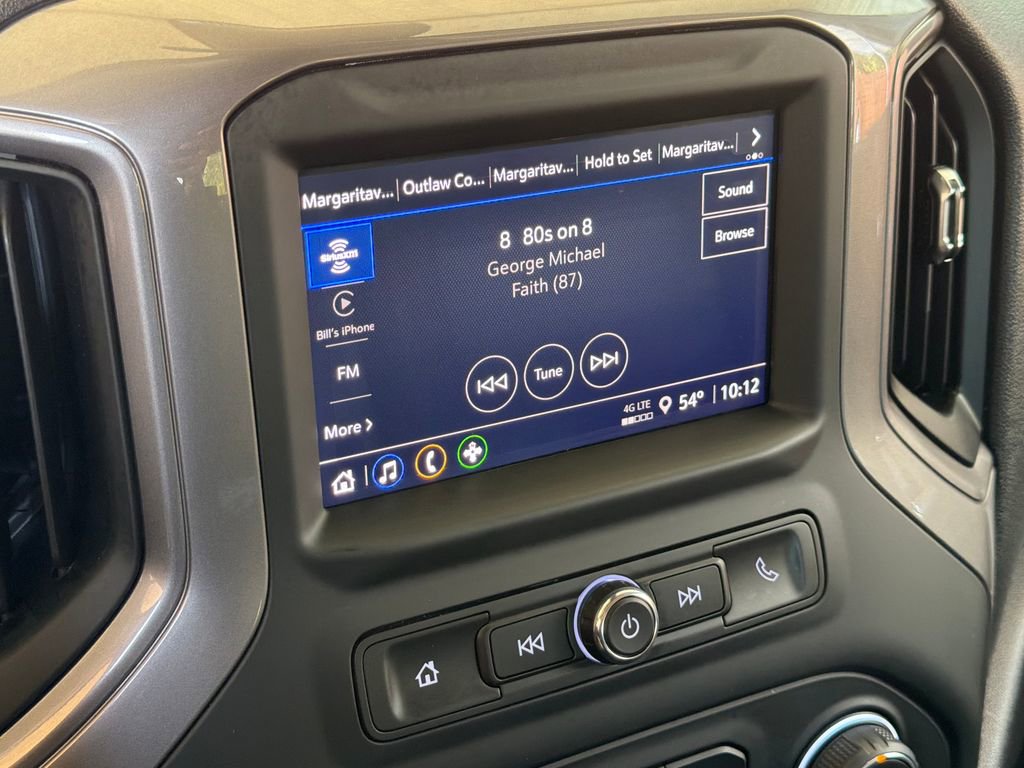 Margaritav... Outlaw Co... Margaritav... Hold to Set Margaritav...
Sound
SiriusXM
8 80s on 8
Browse
George Michael
Faith (87)
Bill's iPhone
FM
Tune
More
4G LTE 54° 10:12